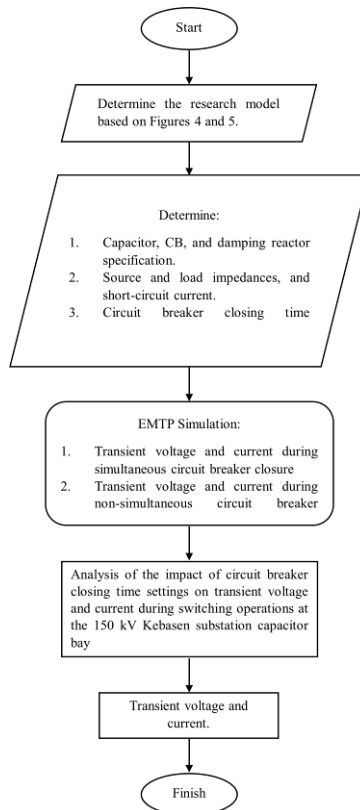 Start
Determine the research model
based on Figures 4 and 5.
Determine:
1. Capacitor, CB, and damping reactor
specification.
2. Source and load impedances, and
short-circuit current.
3. Circuit breaker closing time
EMTP Simulation:
1. Transient voltage and current during
simultaneous circuit breaker closure
2. Transient voltage and current during
non-simultaneous circuit breaker
Analysis of the impact of circuit breaker
closing time settings on transient voltage
and current during switching operations at
the 150 kV Kebasen substation capacitor
bay
Transient voltage and
current.
Finish